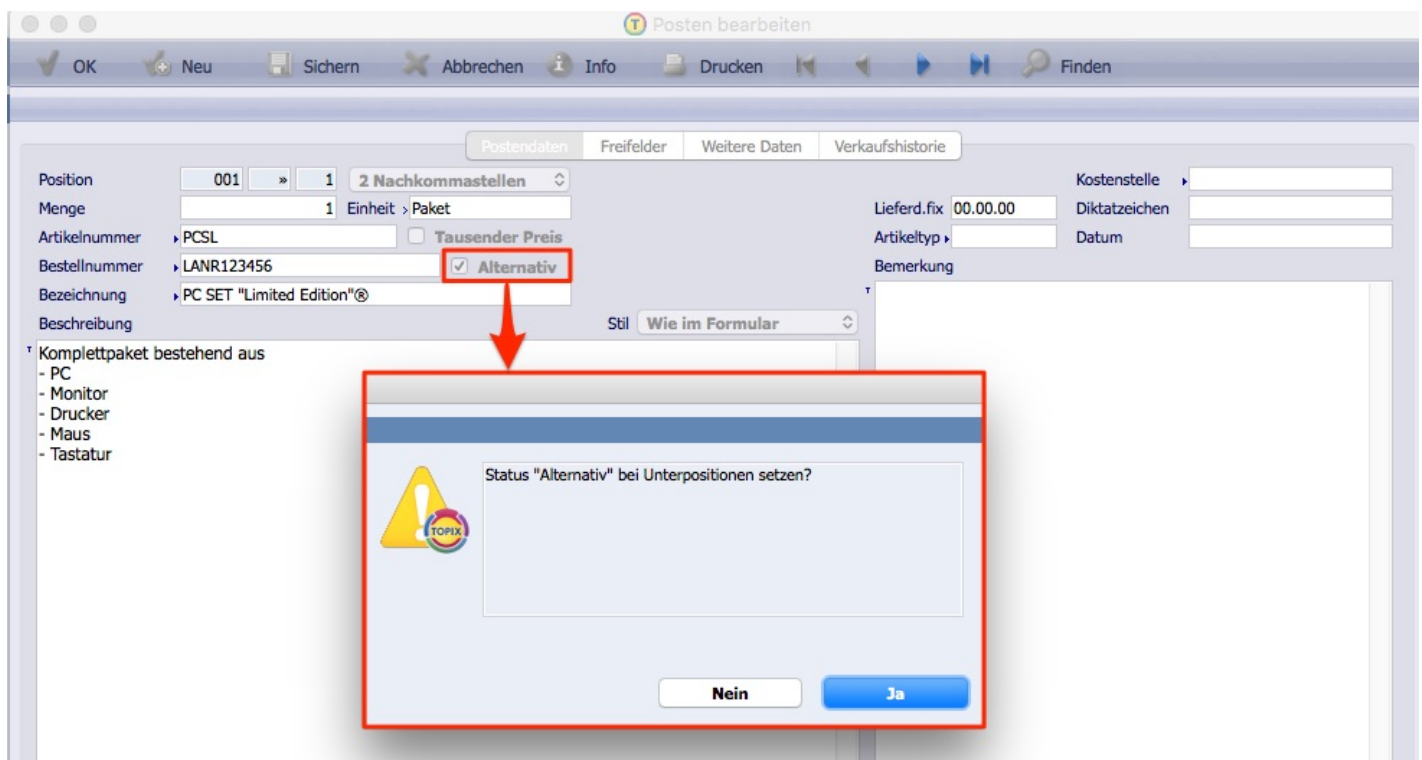 Posten bearbeiten
OK Neu Sichern Abbrechen Info Drucken Finden
Postendaten Freifelder Weitere Daten Verkaufshistorie
Position 001 » 1 2 Nachkommastellen Kostenstelle
Menge 1 Einheit Paket Lieferd.fix 00.00.00 Diktatzeichen
Artikelnummer PCSL Tausender Preis Artikeltyp Datum
Bestellnummer LANR123456 Alternativ Bemerkung
Bezeichnung PC SET "Limited Edition"®
Beschreibung Stil Wie im Formular
Komplettpaket bestehend aus
- PC
- Monitor
- Drucker
- Maus
- Tastatur
Status "Alternativ" bei Unterpositionen setzen?
TOPIX
Nein Ja